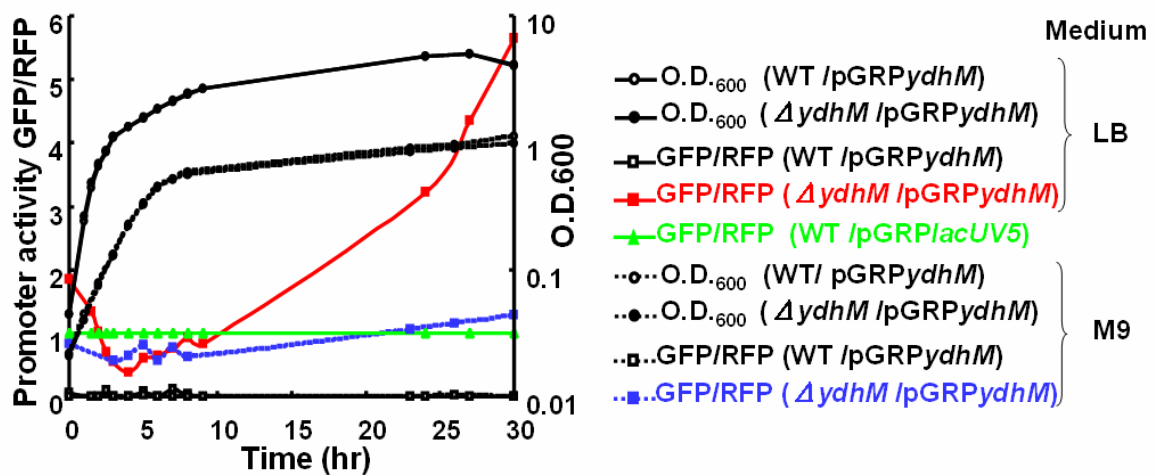 6
5
4
3
2
1
0
Promoter activity GFP/RFP
0 5 10 15 20 25 30
Time (hr)
10
1
0.1
0.01
O.D.600
Medium
O.D.600 (WT /pGRPydhM)
O.D.600 (ΔydhM /pGRPydhM)
GFP/RFP (WT /pGRPydhM)
GFP/RFP (ΔydhM /pGRPydhM)
LB
GFP/RFP (WT /pGRPlacUV5)
O.D.600 (WT/ pGRPydhM)
O.D.600 (ΔydhM /pGRPydhM)
GFP/RFP (WT /pGRPydhM)
GFP/RFP (ΔydhM /pGRPydhM)
M9